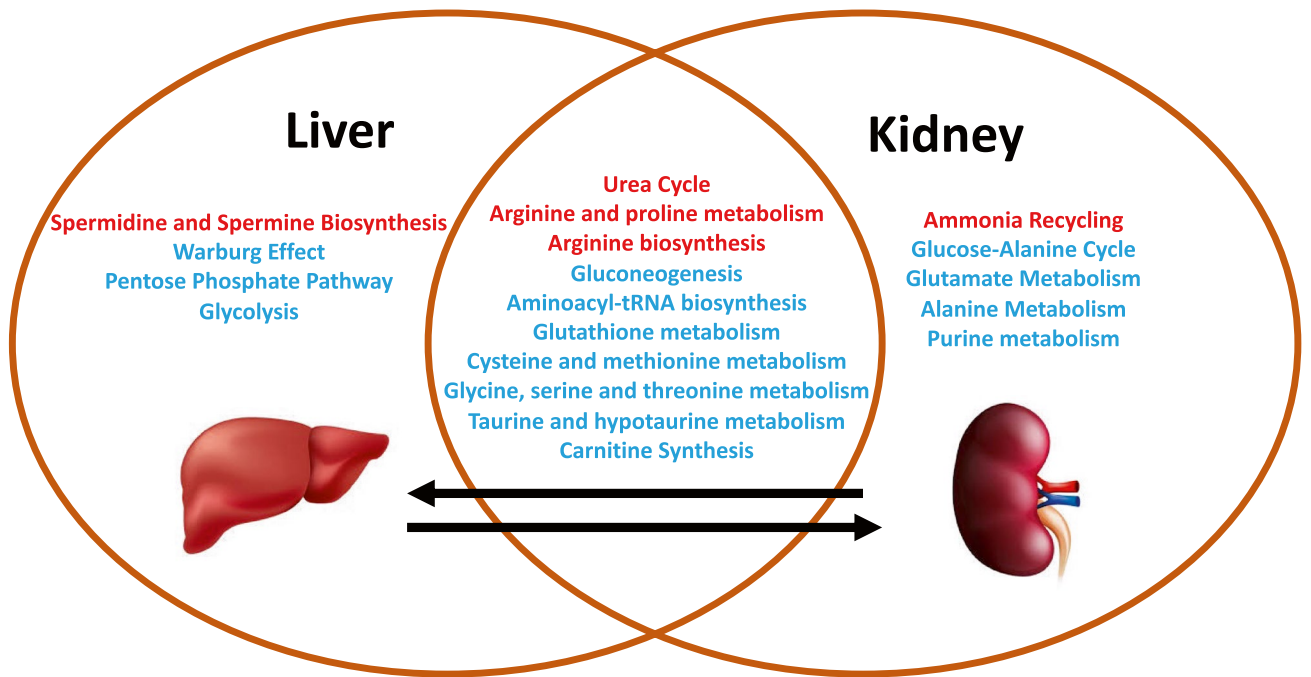 Liver
Spermidine and Spermine Biosynthesis
Warburg Effect
Pentose Phosphate Pathway
Glycolysis
Urea Cycle
Arginine and proline metabolism
Arginine biosynthesis
Gluconeogenesis
Aminoacyl-tRNA biosynthesis
Glutathione metabolism
Cysteine and methionine metabolism
Glycine, serine and threonine metabolism
Taurine and hypotaurine metabolism
Carnitine Synthesis
Kidney
Ammonia Recycling
Glucose-Alanine Cycle
Glutamate Metabolism
Alanine Metabolism
Purine metabolism